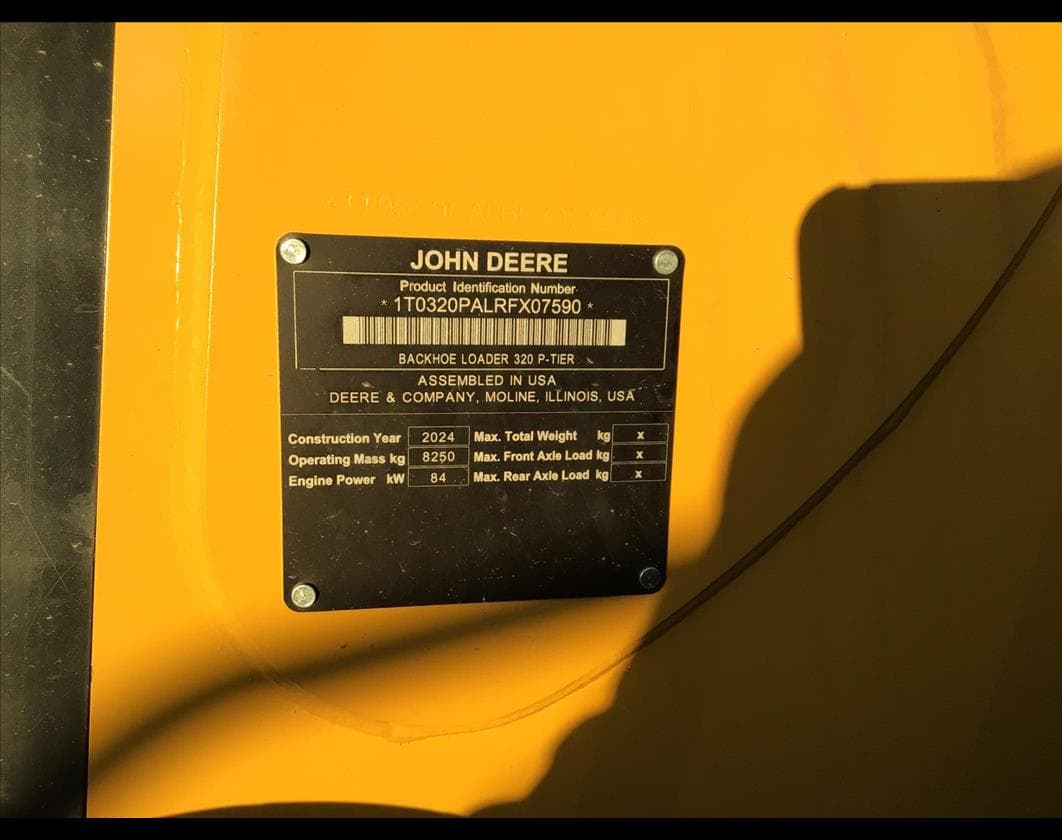 JOHN DEERE
Product Identification Number
* 1T0320PALRFX07590 *
BACKHOE LOADER 320 P-TIER
ASSEMBLED IN USA
DEERE & COMPANY, MOLINE, ILLINOIS, USA
Construction Year 2024 Max. Total Weight kg x
Operating Mass kg 8250 Max. Front Axle Load kg x
Engine Power kW 84 Max. Rear Axle Load kg x